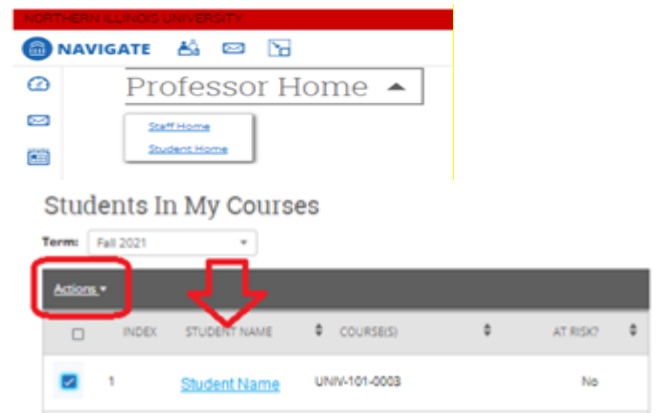 NORTHERN ILLINOIS UNIVERSITY
NAVIGATE
Professor Home
Staff Home
Student Home
Students In My Courses
Term: Fall 2021
Actions
INDEX STUDENT NAME COURSE(S) AT RISK?
1 Student Name UNIV-101-0003 No